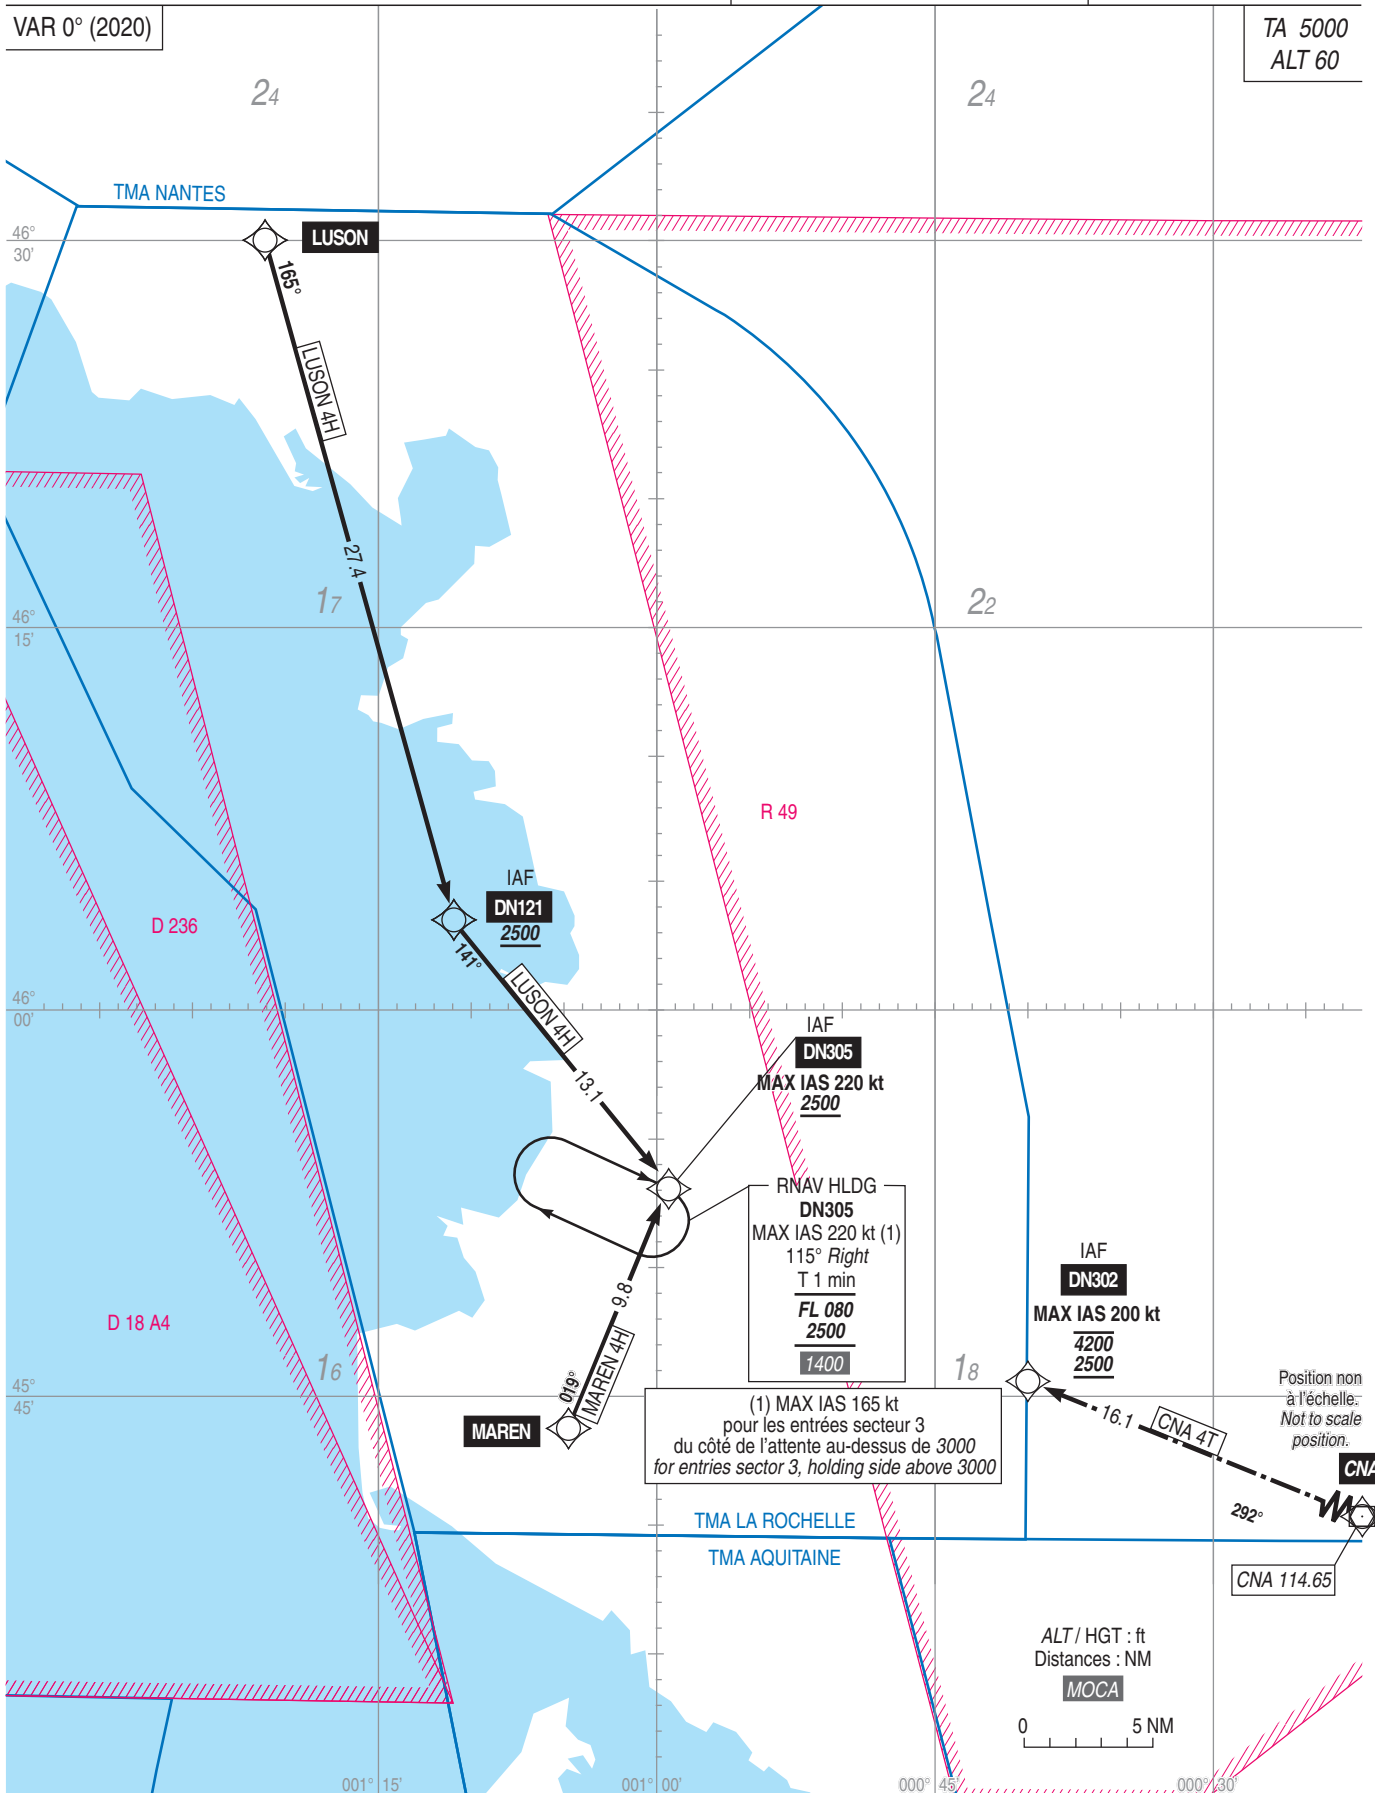 VAR 0° (2020)
TA 5000
ALT 60
24
24
TMA NANTES
46°
30'
LUSON
165°
LUSON 4H
27.4
46°
15'
17
22
R 49
IAF
DN121
2500
D 236
141°
LUSON 4H
46°
00'
13.1
IAF
DN305
MAX IAS 220 kt
2500
RNAV HLDG
DN305
MAX IAS 220 kt (1)
115° Right
T 1 min
FL 080
2500
1400
IAF
DN302
MAX IAS 200 kt
4200
2500
D 18 A4
9.8
MAREN 4H
019°
16
18
45°
45'
MAREN
(1) MAX IAS 165 kt
pour les entrées secteur 3
du côté de l'attente au-dessus de 3000
for entries sector 3, holding side above 3000
Position non
à l'échelle.
Not to scale
position.
16.1
CNA 4T
CNA
292°
TMA LA ROCHELLE
TMA AQUITAINE
CNA 114.65
ALT / HGT : ft
Distances : NM
MOCA
0 5 NM
001° 15'
001° 00'
000° 45'
000° 30'